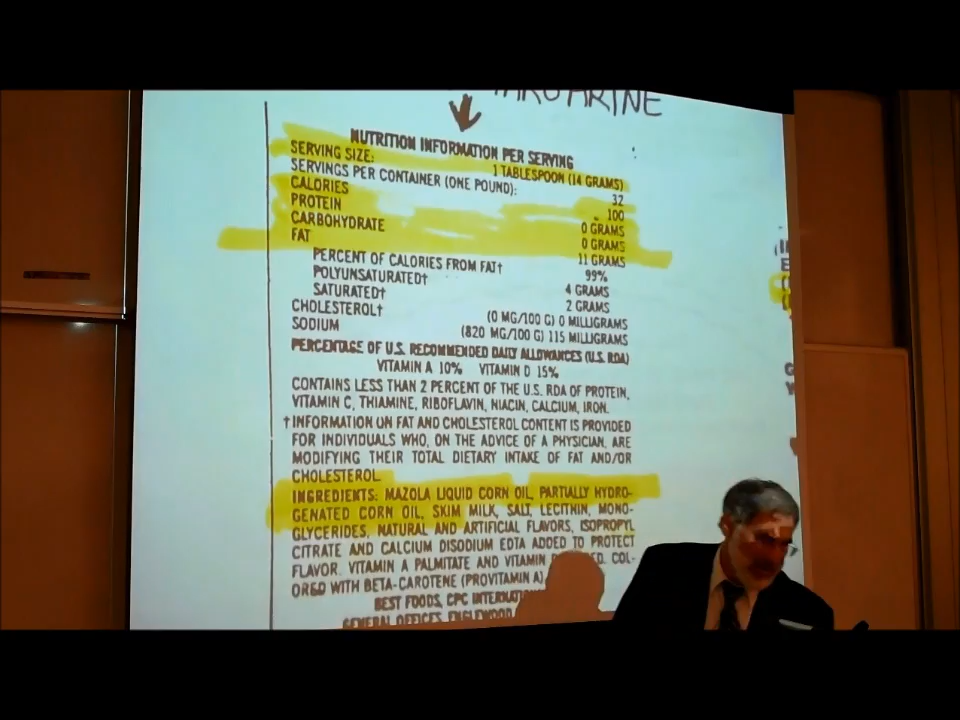 MARGARINE
NUTRITION INFORMATION PER SERVING
SERVING SIZE: 1 TABLESPOON (14 GRAMS)
SERVINGS PER CONTAINER (ONE POUND): 32
CALORIES 100
PROTEIN 0 GRAMS
CARBOHYDRATE 0 GRAMS
FAT 11 GRAMS
PERCENT OF CALORIES FROM FAT† 99%
POLYUNSATURATED† 4 GRAMS
SATURATED† 2 GRAMS
CHOLESTEROL† (0 MG/100 G) 0 MILLIGRAMS
SODIUM (820 MG/100 G) 115 MILLIGRAMS
PERCENTAGE OF U.S. RECOMMENDED DAILY ALLOWANCES (U.S. RDA)
VITAMIN A 10% VITAMIN D 15%
CONTAINS LESS THAN 2 PERCENT OF THE U.S. RDA OF PROTEIN,
VITAMIN C, THIAMINE, RIBOFLAVIN, NIACIN, CALCIUM, IRON.
†INFORMATION ON FAT AND CHOLESTEROL CONTENT IS PROVIDED
FOR INDIVIDUALS WHO, ON THE ADVICE OF A PHYSICIAN, ARE
MODIFYING THEIR TOTAL DIETARY INTAKE OF FAT AND/OR
CHOLESTEROL
INGREDIENTS: MAZOLA LIQUID CORN OIL, PARTIALLY HYDRO-
GENATED CORN OIL, SKIM MILK, SALT, LECITHIN, MONO-
GLYCERIDES, NATURAL AND ARTIFICIAL FLAVORS, ISOPROPYL
CITRATE AND CALCIUM DISODIUM EDTA ADDED TO PROTECT
FLAVOR. VITAMIN A PALMITATE AND VITAMIN D COL-
ORED WITH BETA-CAROTENE (PROVITAMIN A)
BEST FOODS, CPC
GENERAL OFFICES, ENGLEWOOD